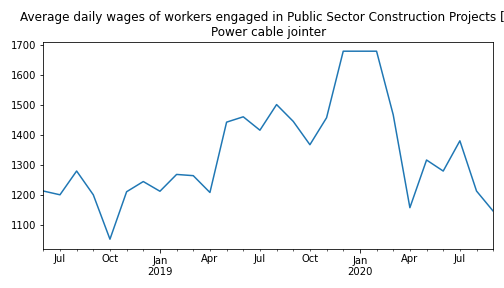 Average daily wages of workers engaged in Public Sector Construction Projects [
Power cable jointer
1700
1600
1500
1400
1300
1200
1100
Jul Oct Jan Apr Jul Oct Jan Apr Jul
2019 2020